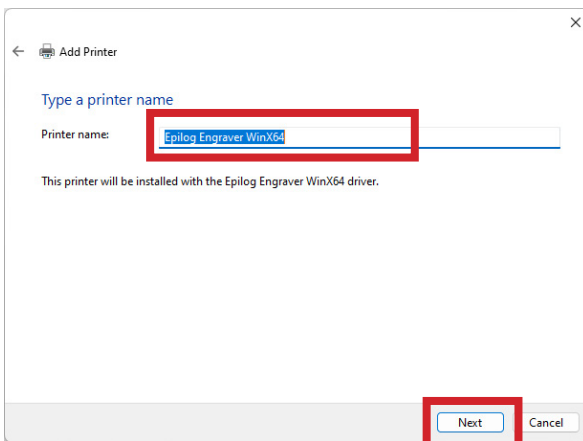 Add Printer
Type a printer name
Printer name: Epilog Engraver WinX64
This printer will be installed with the Epilog Engraver WinX64 driver.
Next Cancel